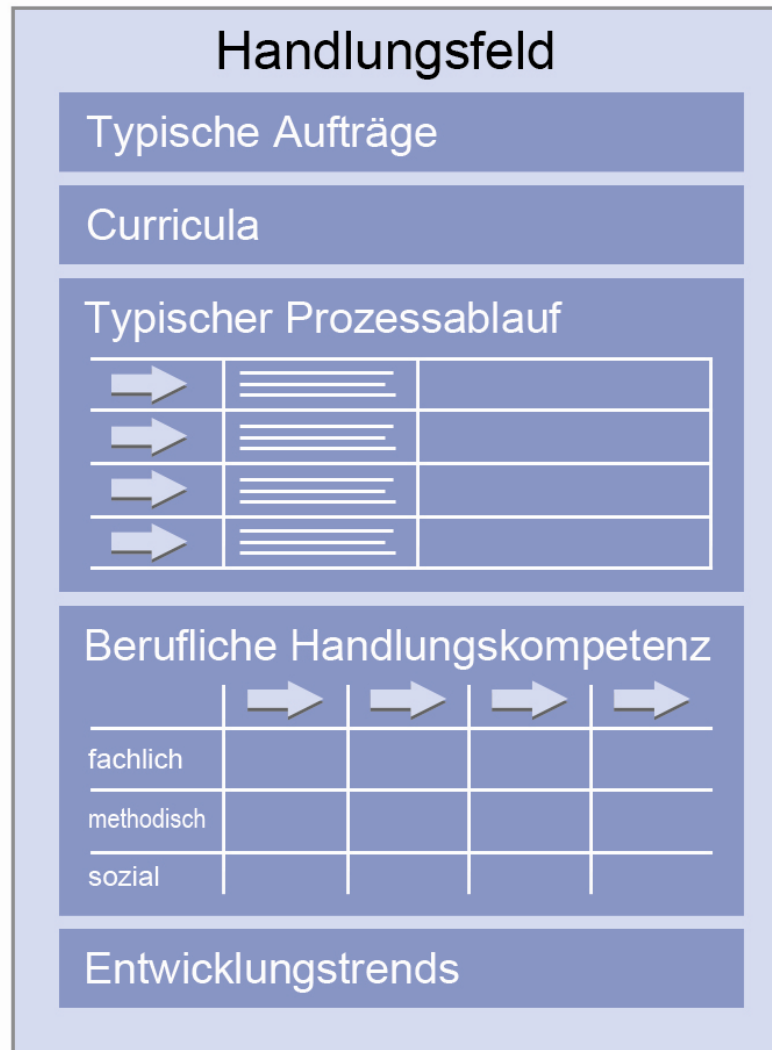 Handlungsfeld
Typische Aufträge
Curricula
Typischer Prozessablauf
Berufliche Handlungskompetenz
fachlich
methodisch
sozial
Entwicklungstrends